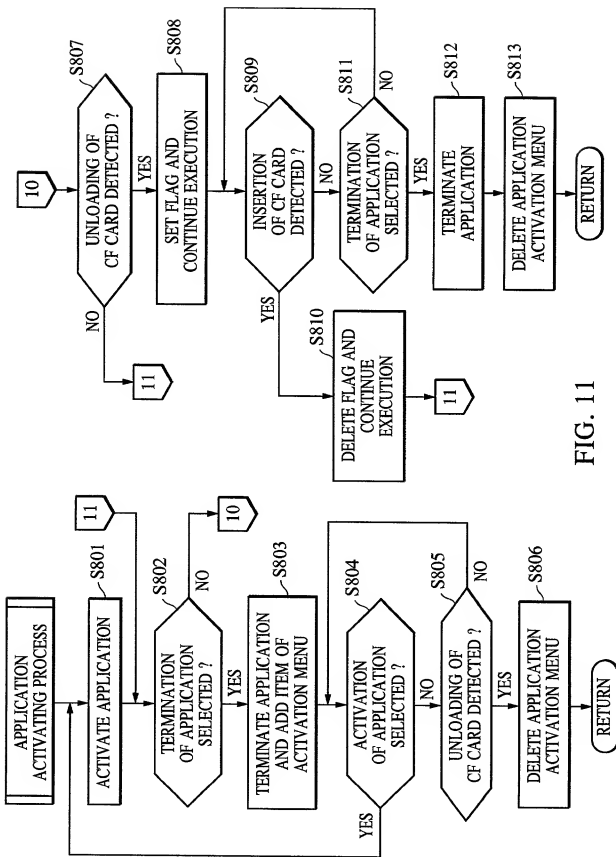 APPLICATION
ACTIVATING PROCESS
11
S801
ACTIVATE APPLICATION
S802
TERMINATION
OF APPLICATION
SELECTED ?
NO
10
YES
S803
TERMINATE APPLICATION
AND ADD ITEM OF
ACTIVATION MENU
S804
ACTIVATION
OF APPLICATION
SELECTED ?
YES
NO
S805
UNLOADING OF
CF CARD DETECTED ?
NO
YES
S806
DELETE APPLICATION
ACTIVATION MENU
RETURN
10
S807
UNLOADING OF
CF CARD DETECTED ?
NO
11
YES
S808
SET FLAG AND
CONTINUE EXECUTION
S809
INSERTION
OF CF CARD
DETECTED ?
YES
S810
DELETE FLAG AND
CONTINUE
EXECUTION
11
NO
S811
TERMINATION
OF APPLICATION
SELECTED ?
NO
YES
S812
TERMINATE
APPLICATION
S813
DELETE APPLICATION
ACTIVATION MENU
RETURN
FIG. 11